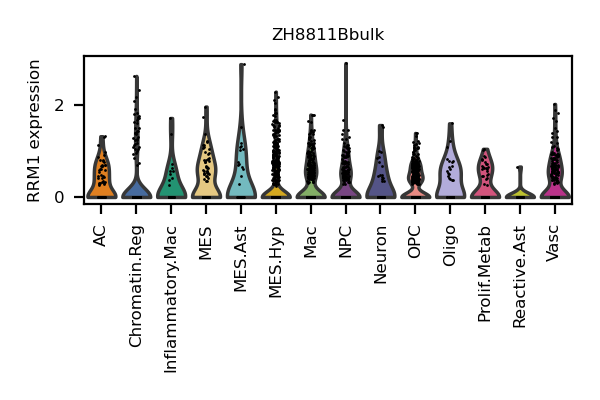 ZH8811Bbulk
RRM1 expression
2
0
AC
Chromatin.Reg
Inflammatory.Mac
MES
MES.Ast
MES.Hyp
Mac
NPC
Neuron
OPC
Oligo
Prolif.Metab
Reactive.Ast
Vasc